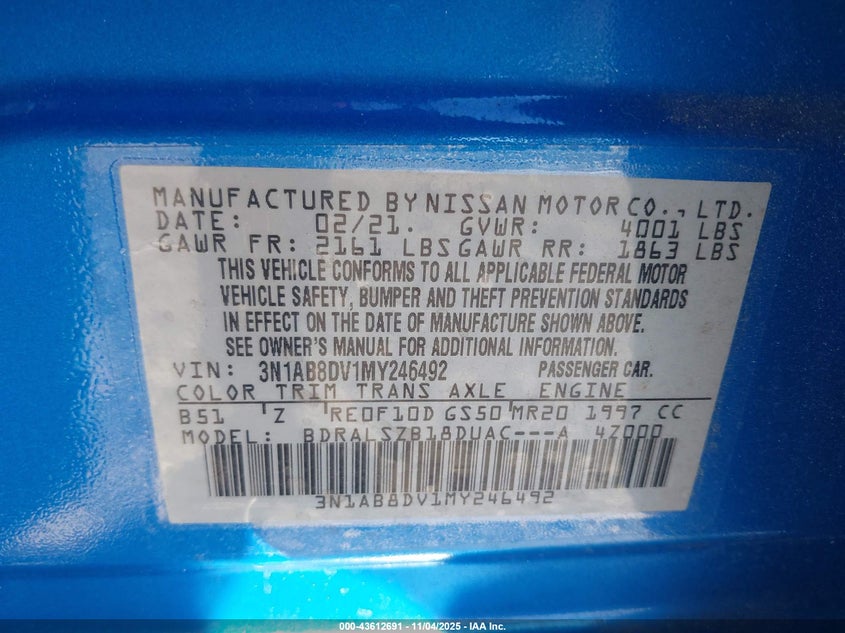 MANUFACTURED BY NISSAN MOTOR CO., LTD.
DATE: 02/21. GVWR: 4001 LBS
GAWR FR: 2161 LBS GAWR RR: 1863 LBS
THIS VEHICLE CONFORMS TO ALL APPLICABLE FEDERAL MOTOR
VEHICLE SAFETY, BUMPER AND THEFT PREVENTION STANDARDS
IN EFFECT ON THE DATE OF MANUFACTURE SHOWN ABOVE.
SEE OWNER'S MANUAL FOR ADDITIONAL INFORMATION.
VIN: 3N1AB8DV1MY246492 PASSENGER CAR.
COLOR TRIM TRANS AXLE ENGINE
B51 Z RE0F10D GS50 MR20 1997 CC
MODEL: BDRALSZB18DUAC---A 4Z000
3N1AB8DV1MY246492
000-43612691 - 11/04/2025 - IAA Inc.